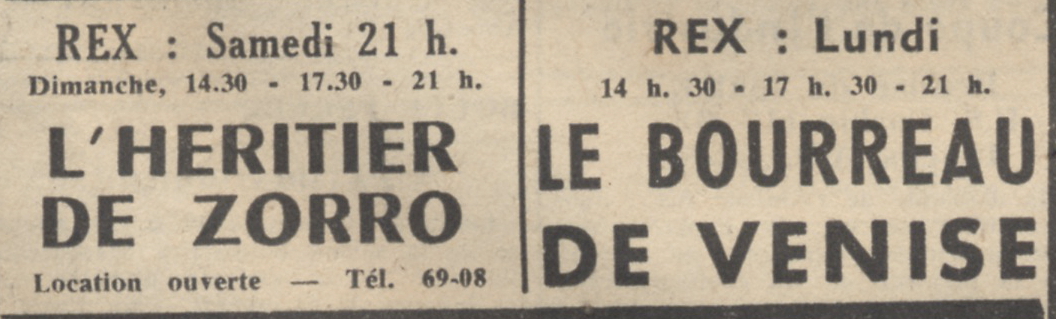 REX : Samedi 21 h.
Dimanche, 14.30 - 17.30 - 21 h.
L'HERITIER
DE ZORRO
Location ouverte — Tél. 69-08
REX : Lundi
14 h. 30 - 17 h. 30 - 21 h.
LE BOURREAU
DE VENISE